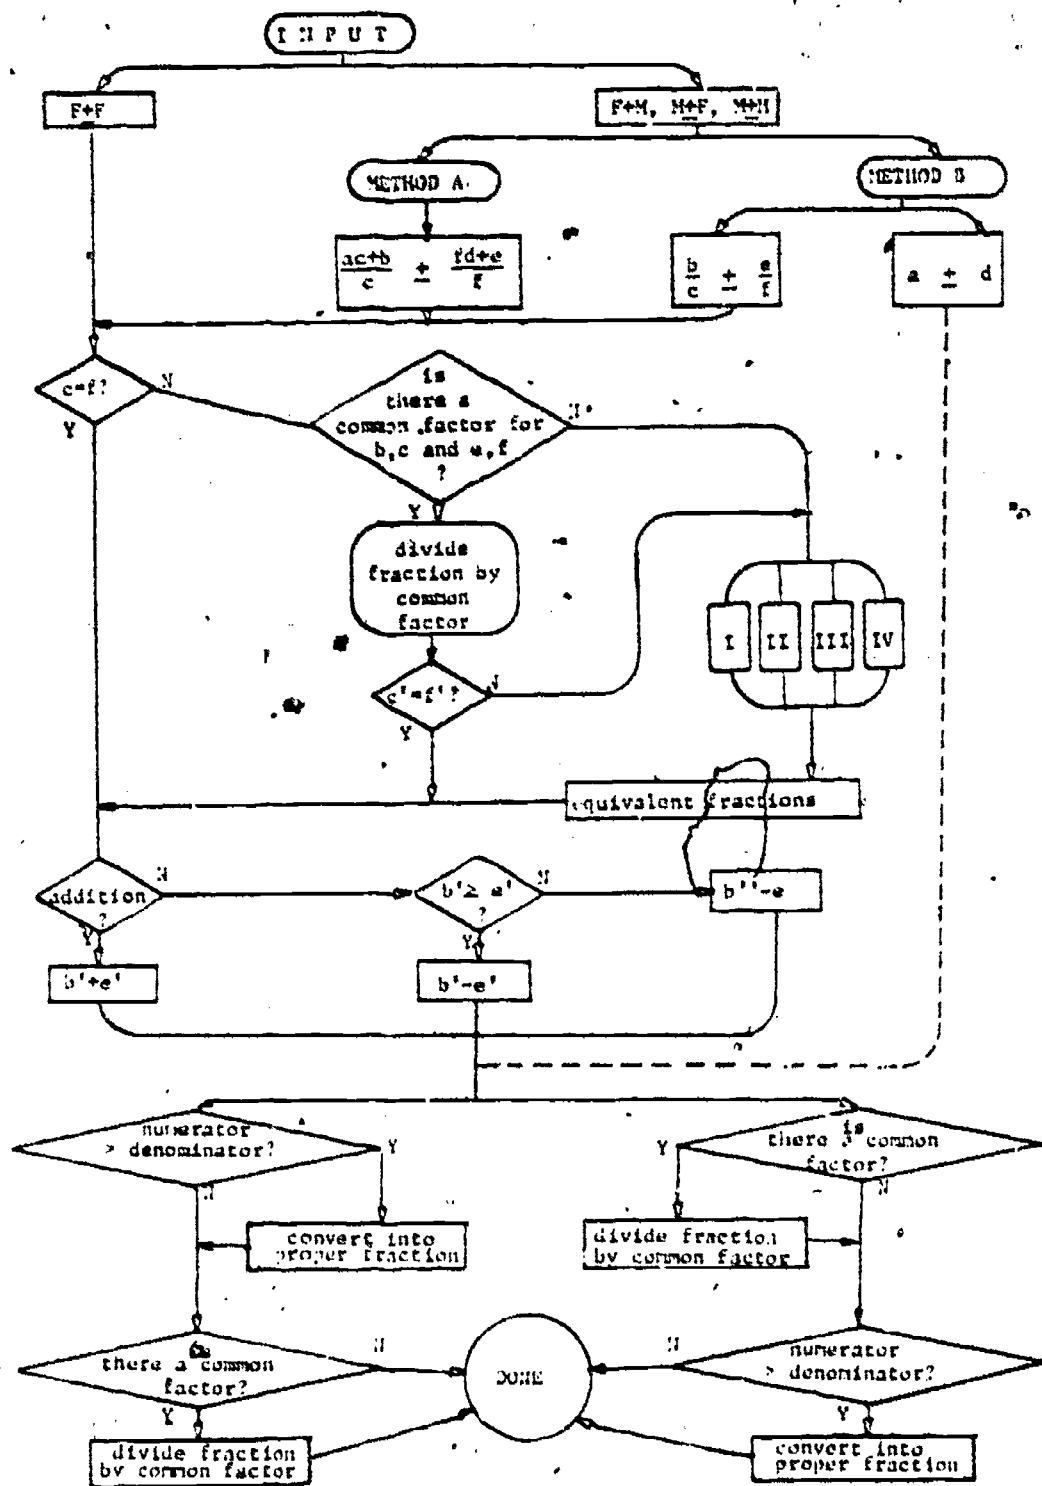 I N P U T
F+F
F+M, M+F, M+M
METHOD A
METHOD B
ac+b/c ± fd+e/f
b/c ± e/f
a ± d
c=f?
N
Y
is
there a
common factor for
b,c and e,f
?
N
Y
divide
fraction by
common
factor
I
II
III
IV
c'=f'?
N
Y
equivalent fractions
addition
?
N
Y
b'≥ e'
?
N
Y
b''-e
b'+e'
b'-e'
numerator
> denominator?
Y
N
is
there a common
factor?
Y
N
convert into
proper fraction
divide fraction
by common factor
there a common
factor?
N
Y
DONE
numerator
> denominator?
N
Y
divide fraction
by common factor
convert into
proper fraction